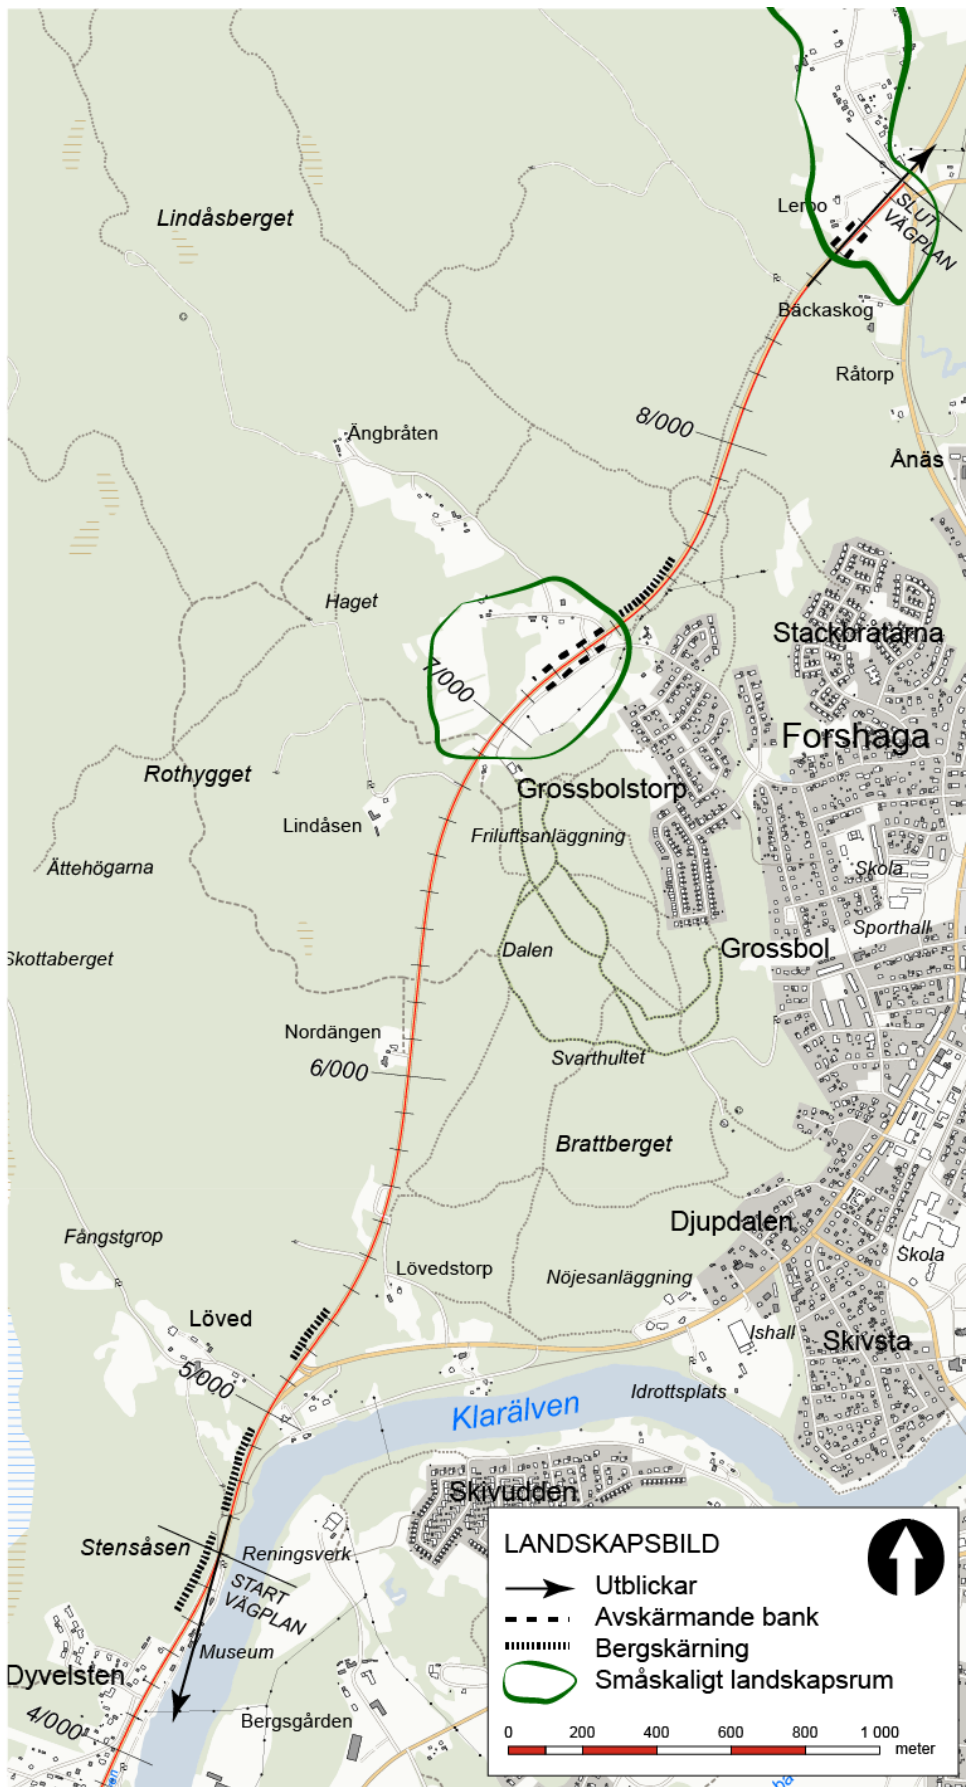 Lindåsberget
Lerbo
SLUT
VÄGPLAN
Bäckaskog
Råtorp
8/000
Ängbråten
Ånäs
Haget
Stackbråtarna
7/000
Forshaga
Rothygget
Grossbolstorp
Lindåsen
Friluftsanläggning
Ättehögarna
Skola
Sporthall
Dalen
Grossbol
Skottaberget
Nordängen
Svarthultet
6/000
Brattberget
Djupdalen
Fångstgrop
Skola
Lövedstorp
Nöjesanläggning
Löved
Ishall
Skivsta
5/000
Idrottsplats
Klarälven
Skivudden
Stensåsen
Reningsverk
START
VÄGPLAN
Museum
Dyvelsten
4/000
Bergsgården
LANDSKAPSBILD
Utblickar
Avskärmande bank
Bergskärning
Småskaligt landskapsrum
0 200 400 600 800 1 000
meter